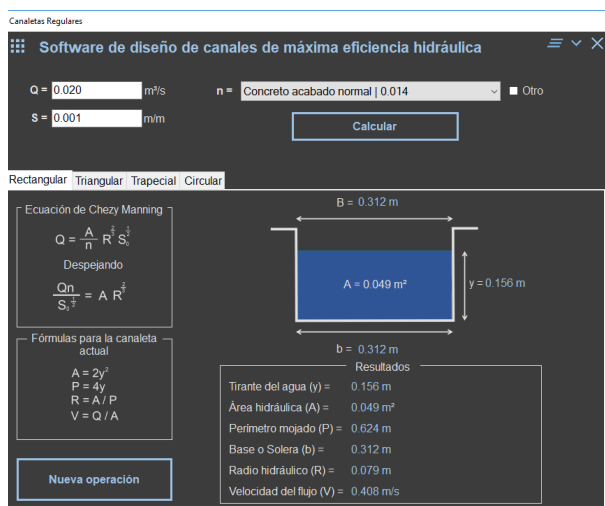 Canaletas Regulares
Software de diseño de canales de máxima eficiencia hidráulica
Q = 0.020 m³/s
n = Concreto acabado normal | 0.014
Otro
S = 0.001 m/m
Calcular
Rectangular Triangular Trapecial Circular
Ecuación de Chezy Manning
Q = A/n R^2/3 S₀^1/2
Despejando
Qn/S₀^1/2 = A R^2/3
Fórmulas para la canaleta
actual
A = 2y²
P = 4y
R = A / P
V = Q / A
Nueva operación
B = 0.312 m
A = 0.049 m²
y = 0.156 m
b = 0.312 m
Resultados
Tirante del agua (y) = 0.156 m
Área hidráulica (A) = 0.049 m²
Perímetro mojado (P) = 0.624 m
Base o Solera (b) = 0.312 m
Radio hidráulico (R) = 0.079 m
Velocidad del flujo (V) = 0.408 m/s